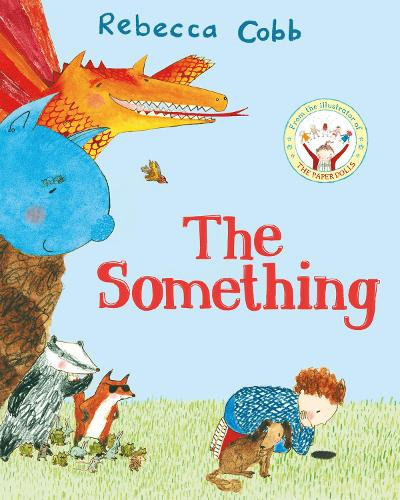 Rebecca Cobb
From the illustrator of
THE PAPER DOLLS
The
Something